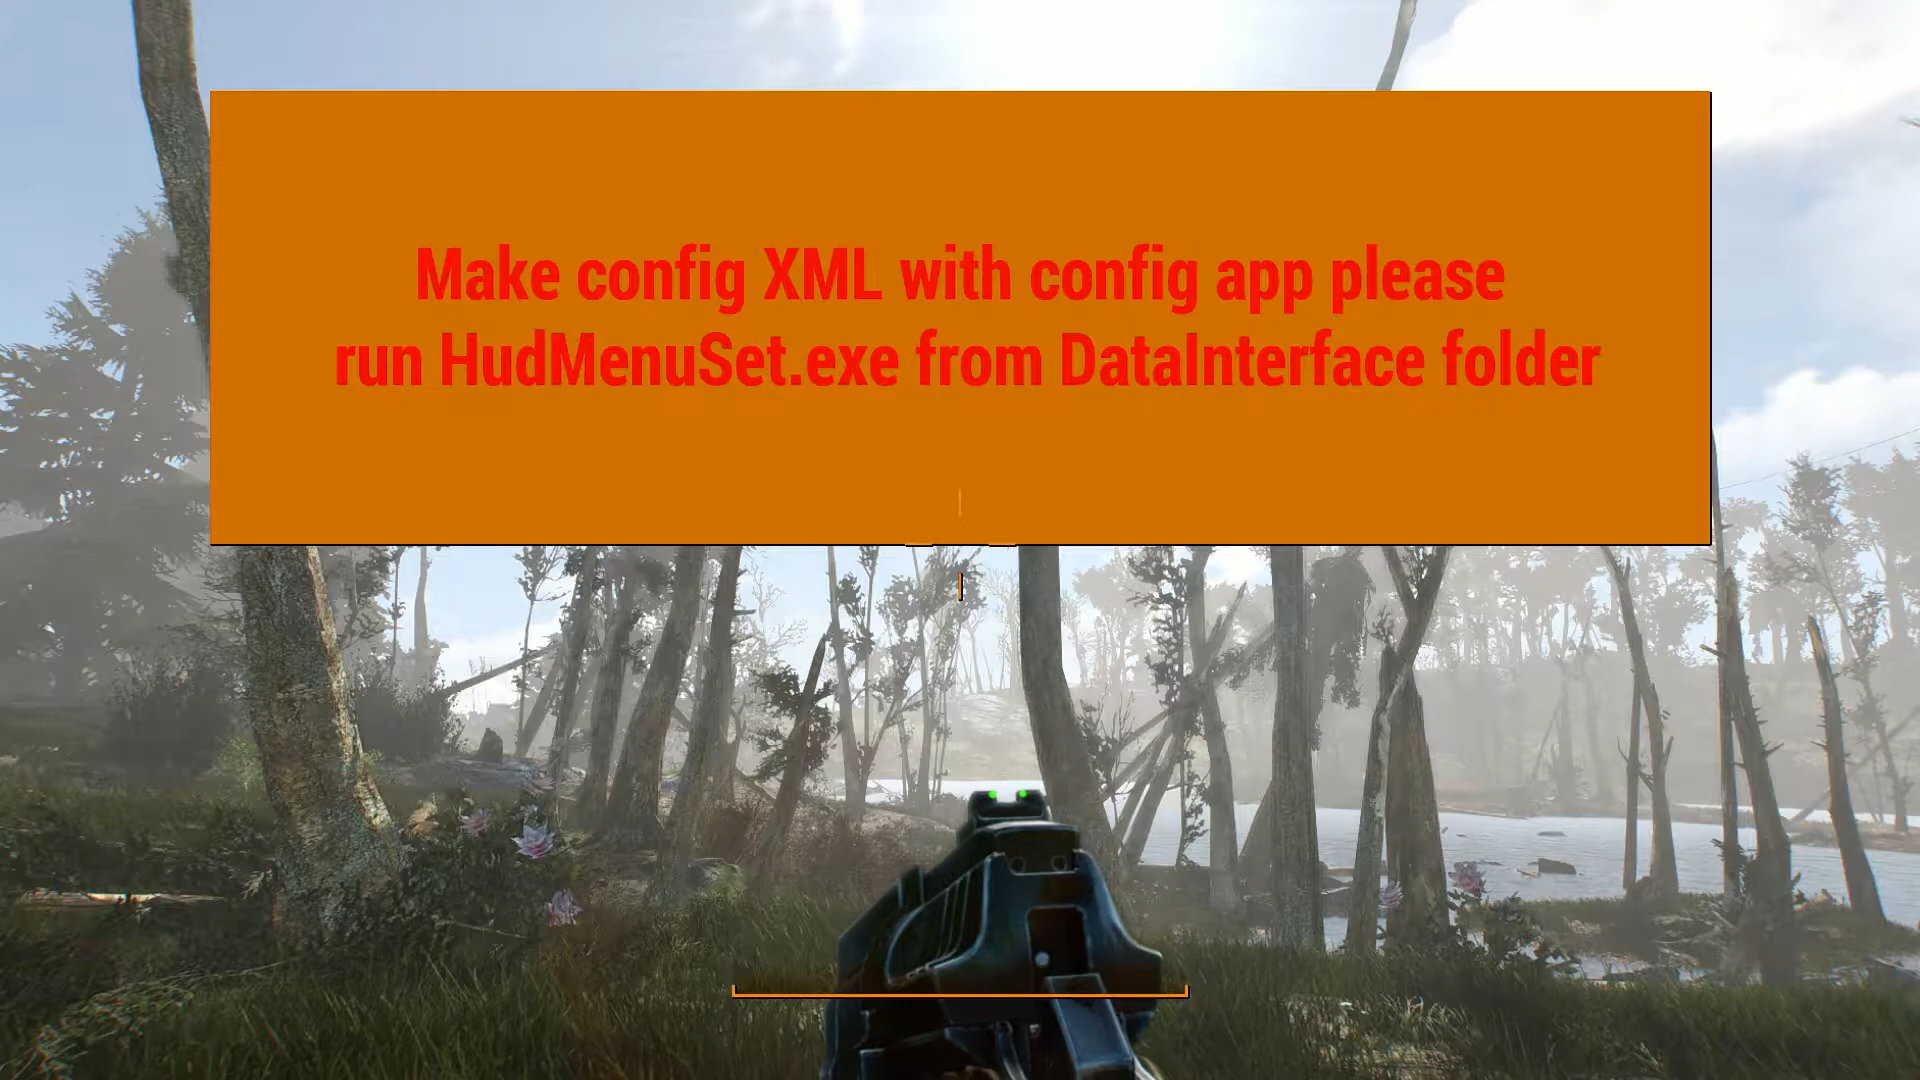 Make config XML with config app please
run HudMenuSet.exe from DataInterface folder